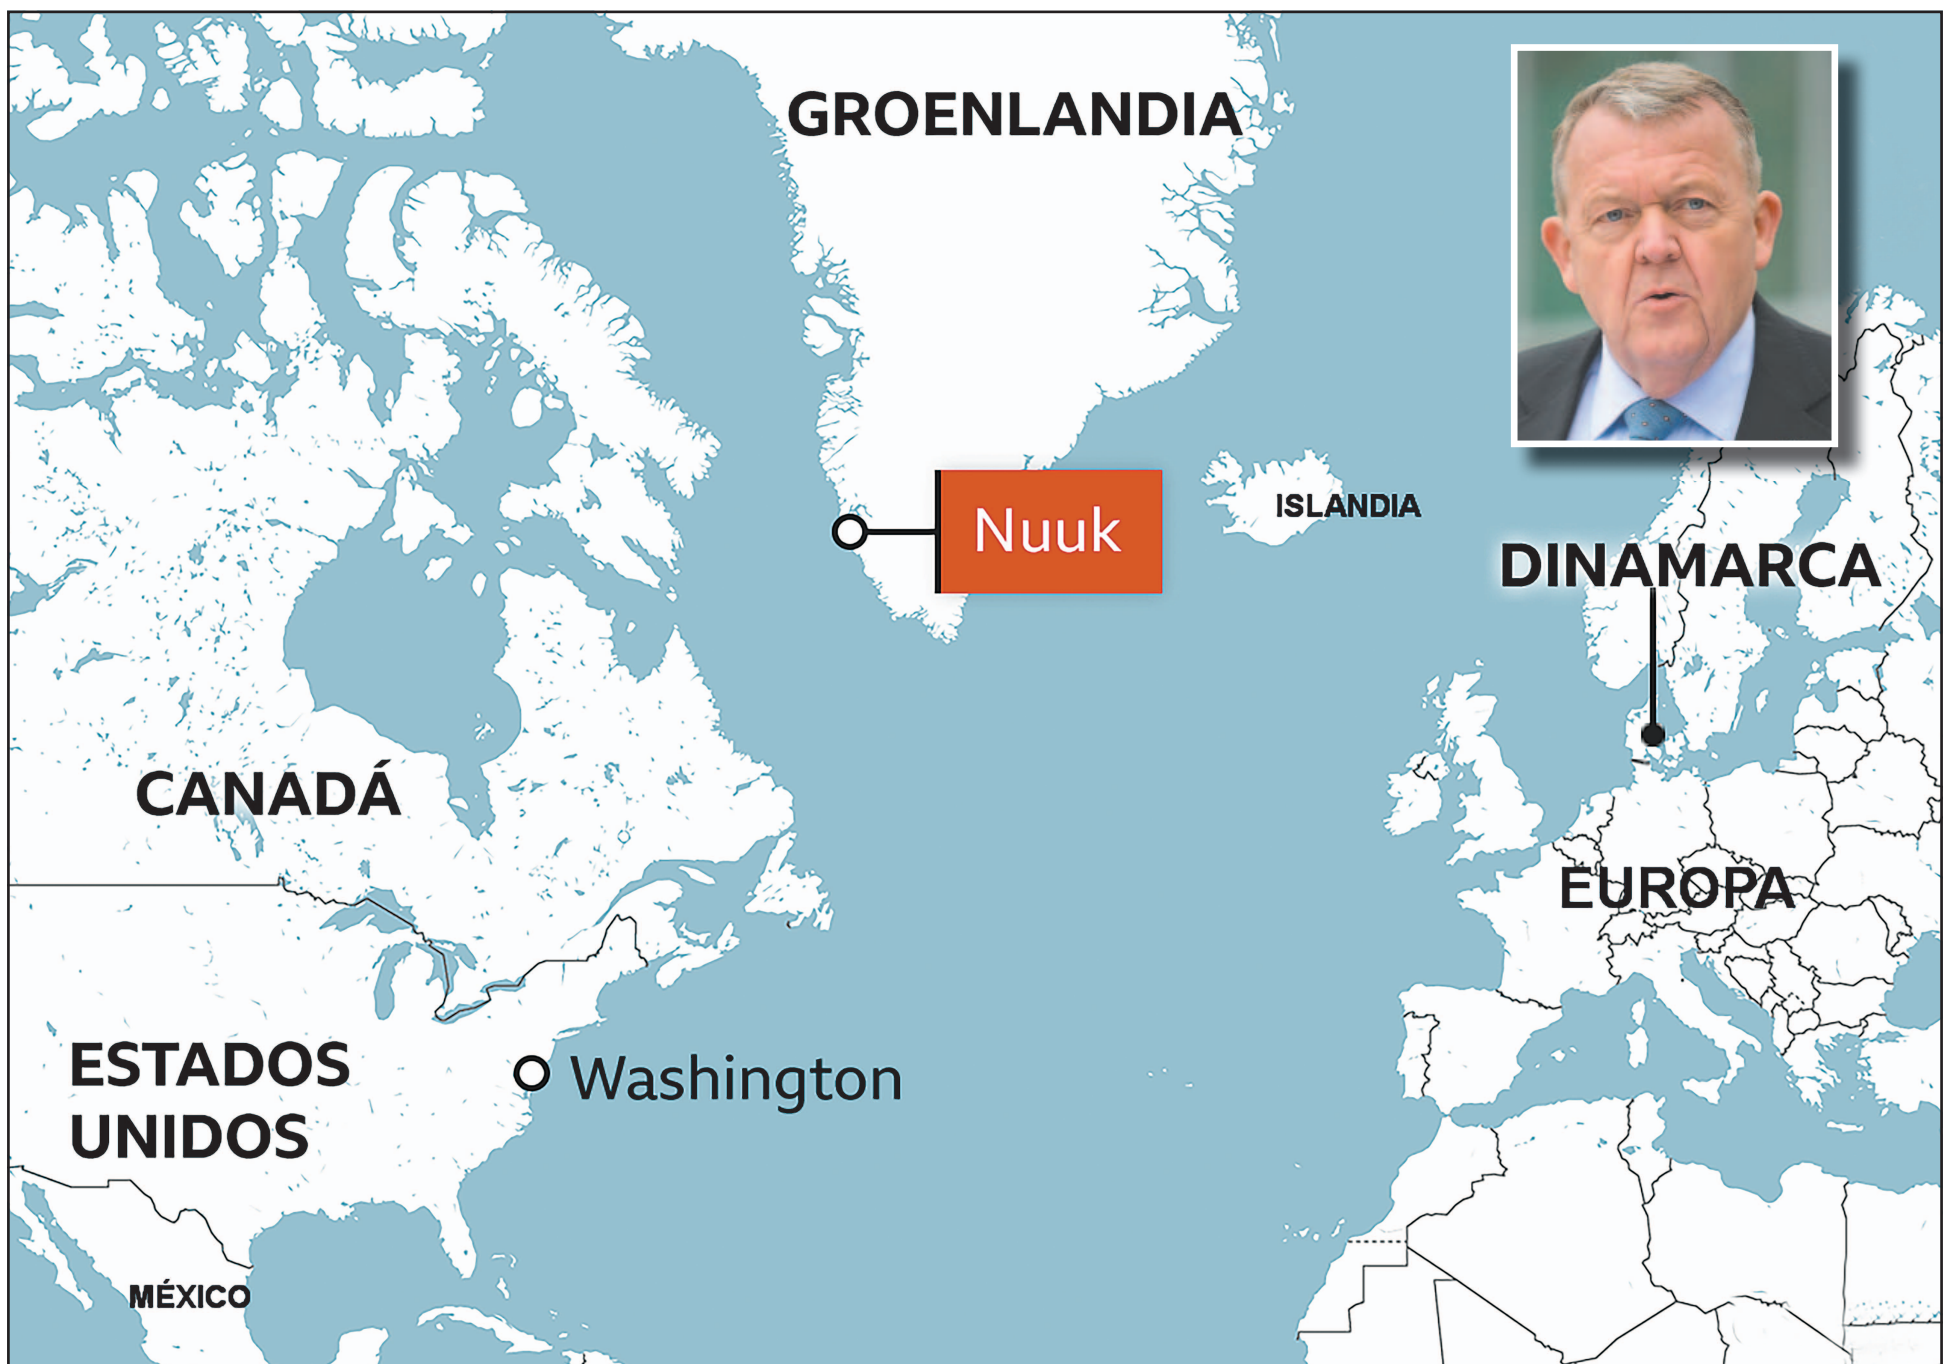 GROENLANDIA
Nuuk
ISLANDIA
DINAMARCA
CANADÁ
EUROPA
ESTADOS
UNIDOS
Washington
MÉXICO